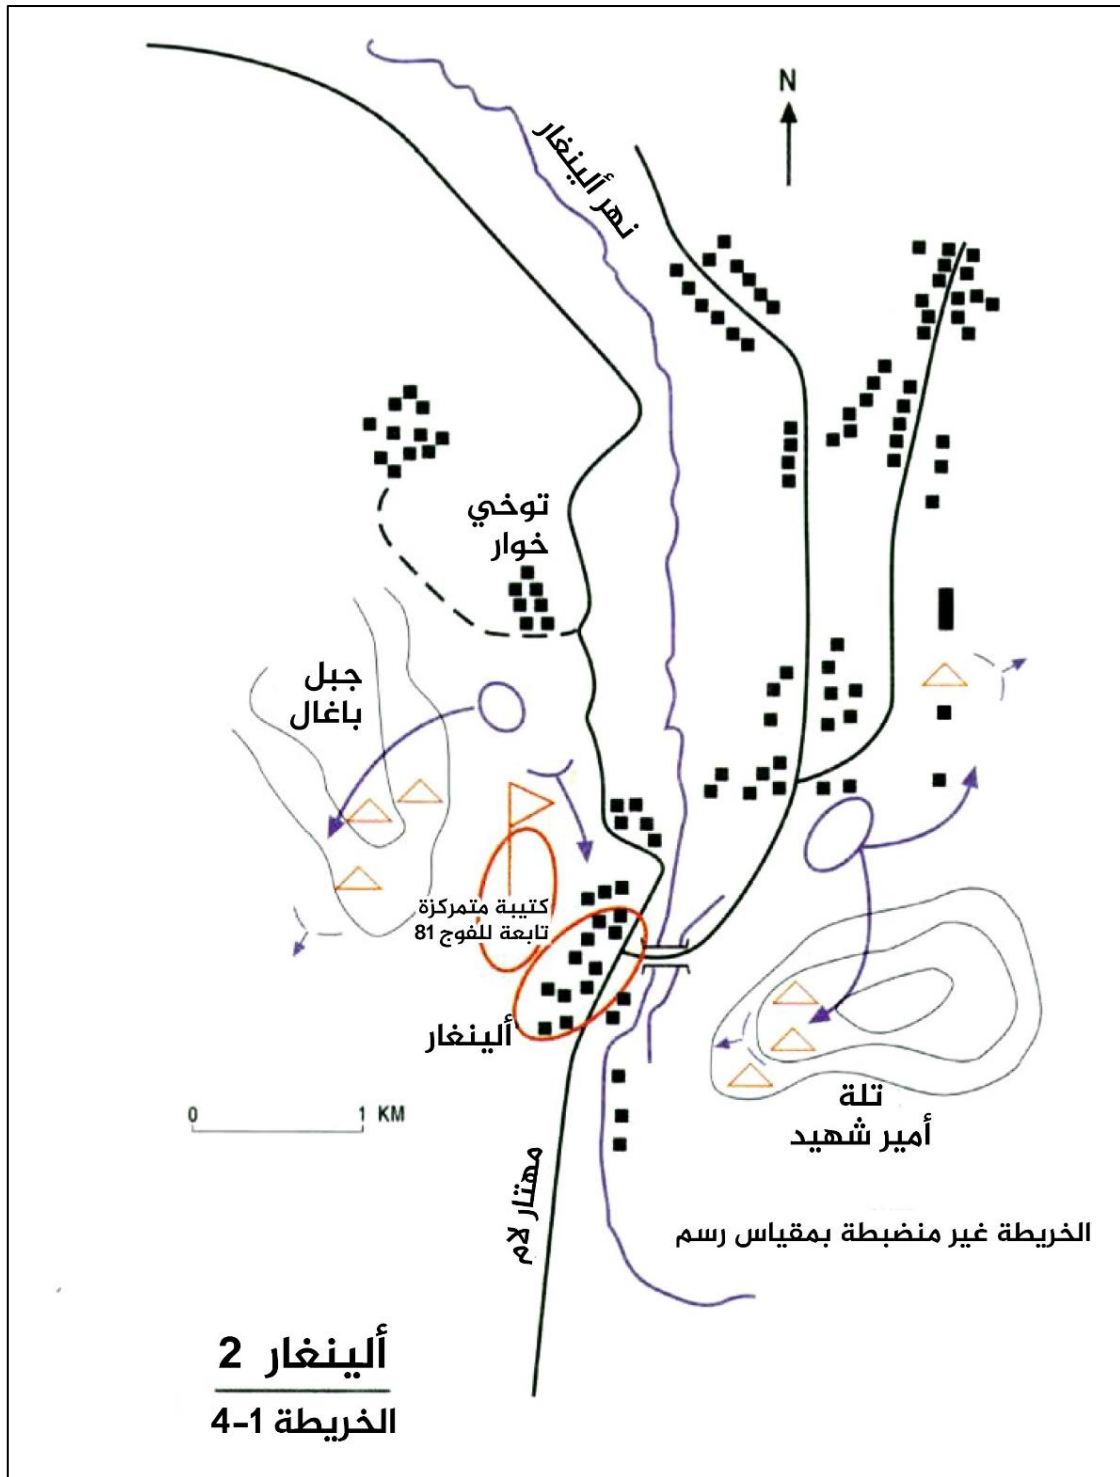 N
نهر ألينغار
توخي
خوار
جبل
باغال
كتيبة متمركزة
تابعة للفوج 81
ألينغار
0 1 KM
تلة
أمير شهيد
مهتار لام
الخريطة غير منضبطة بمقياس رسم
ألينغار 2
الخريطة 1-4